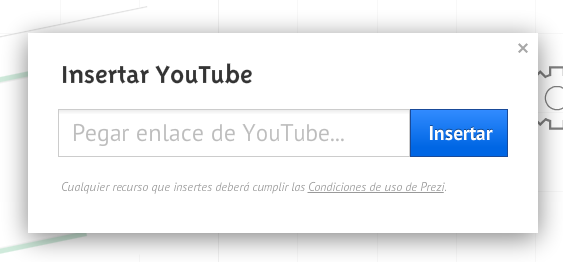 Insertar YouTube
Pegar enlace de YouTube...
Insertar
Cualquier recurso que insertes deberá cumplir las Condiciones de uso de Prezi.